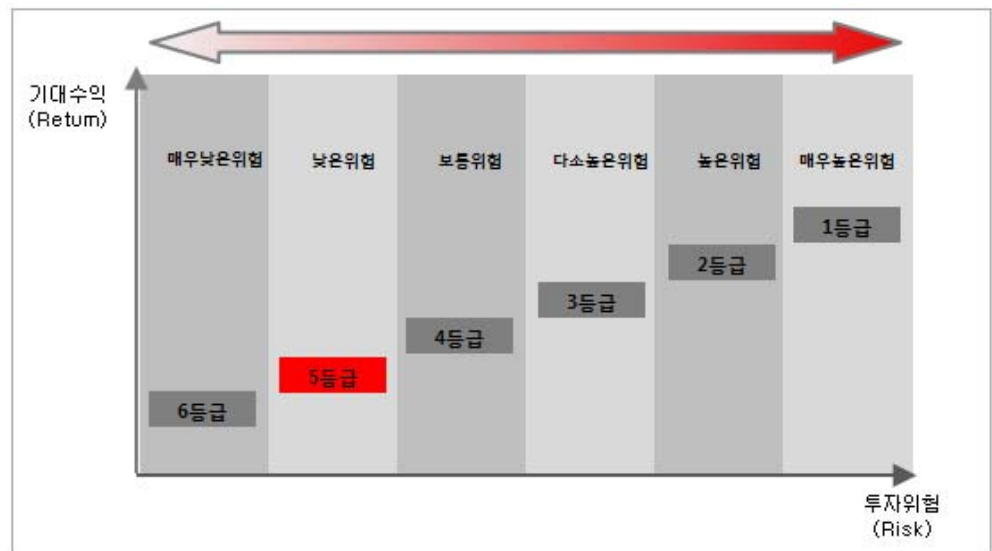 기대수익
(Return)
매우낮은위험 낮은위험 보통위험 다소높은위험 높은위험 매우높은위험
1등급
2등급
3등급
4등급
5등급
6등급
투자위험
(Risk)